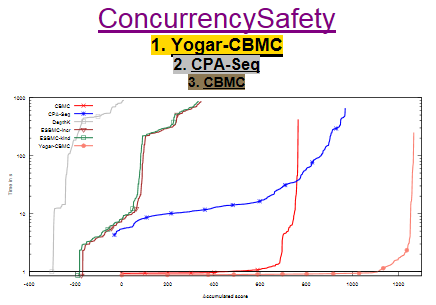 ConcurrencySafety
1. Yogar-CBMC
2. CPA-Seq
3. CBMC
1000
CBMC
CPA-Seq
DepthK
ESBMC-incr
ESBMC-kind
Yogar-CBMC
100
Time in s
10
1
-400
-200
0
200
400
600
800
1000
1200
Accumulated score